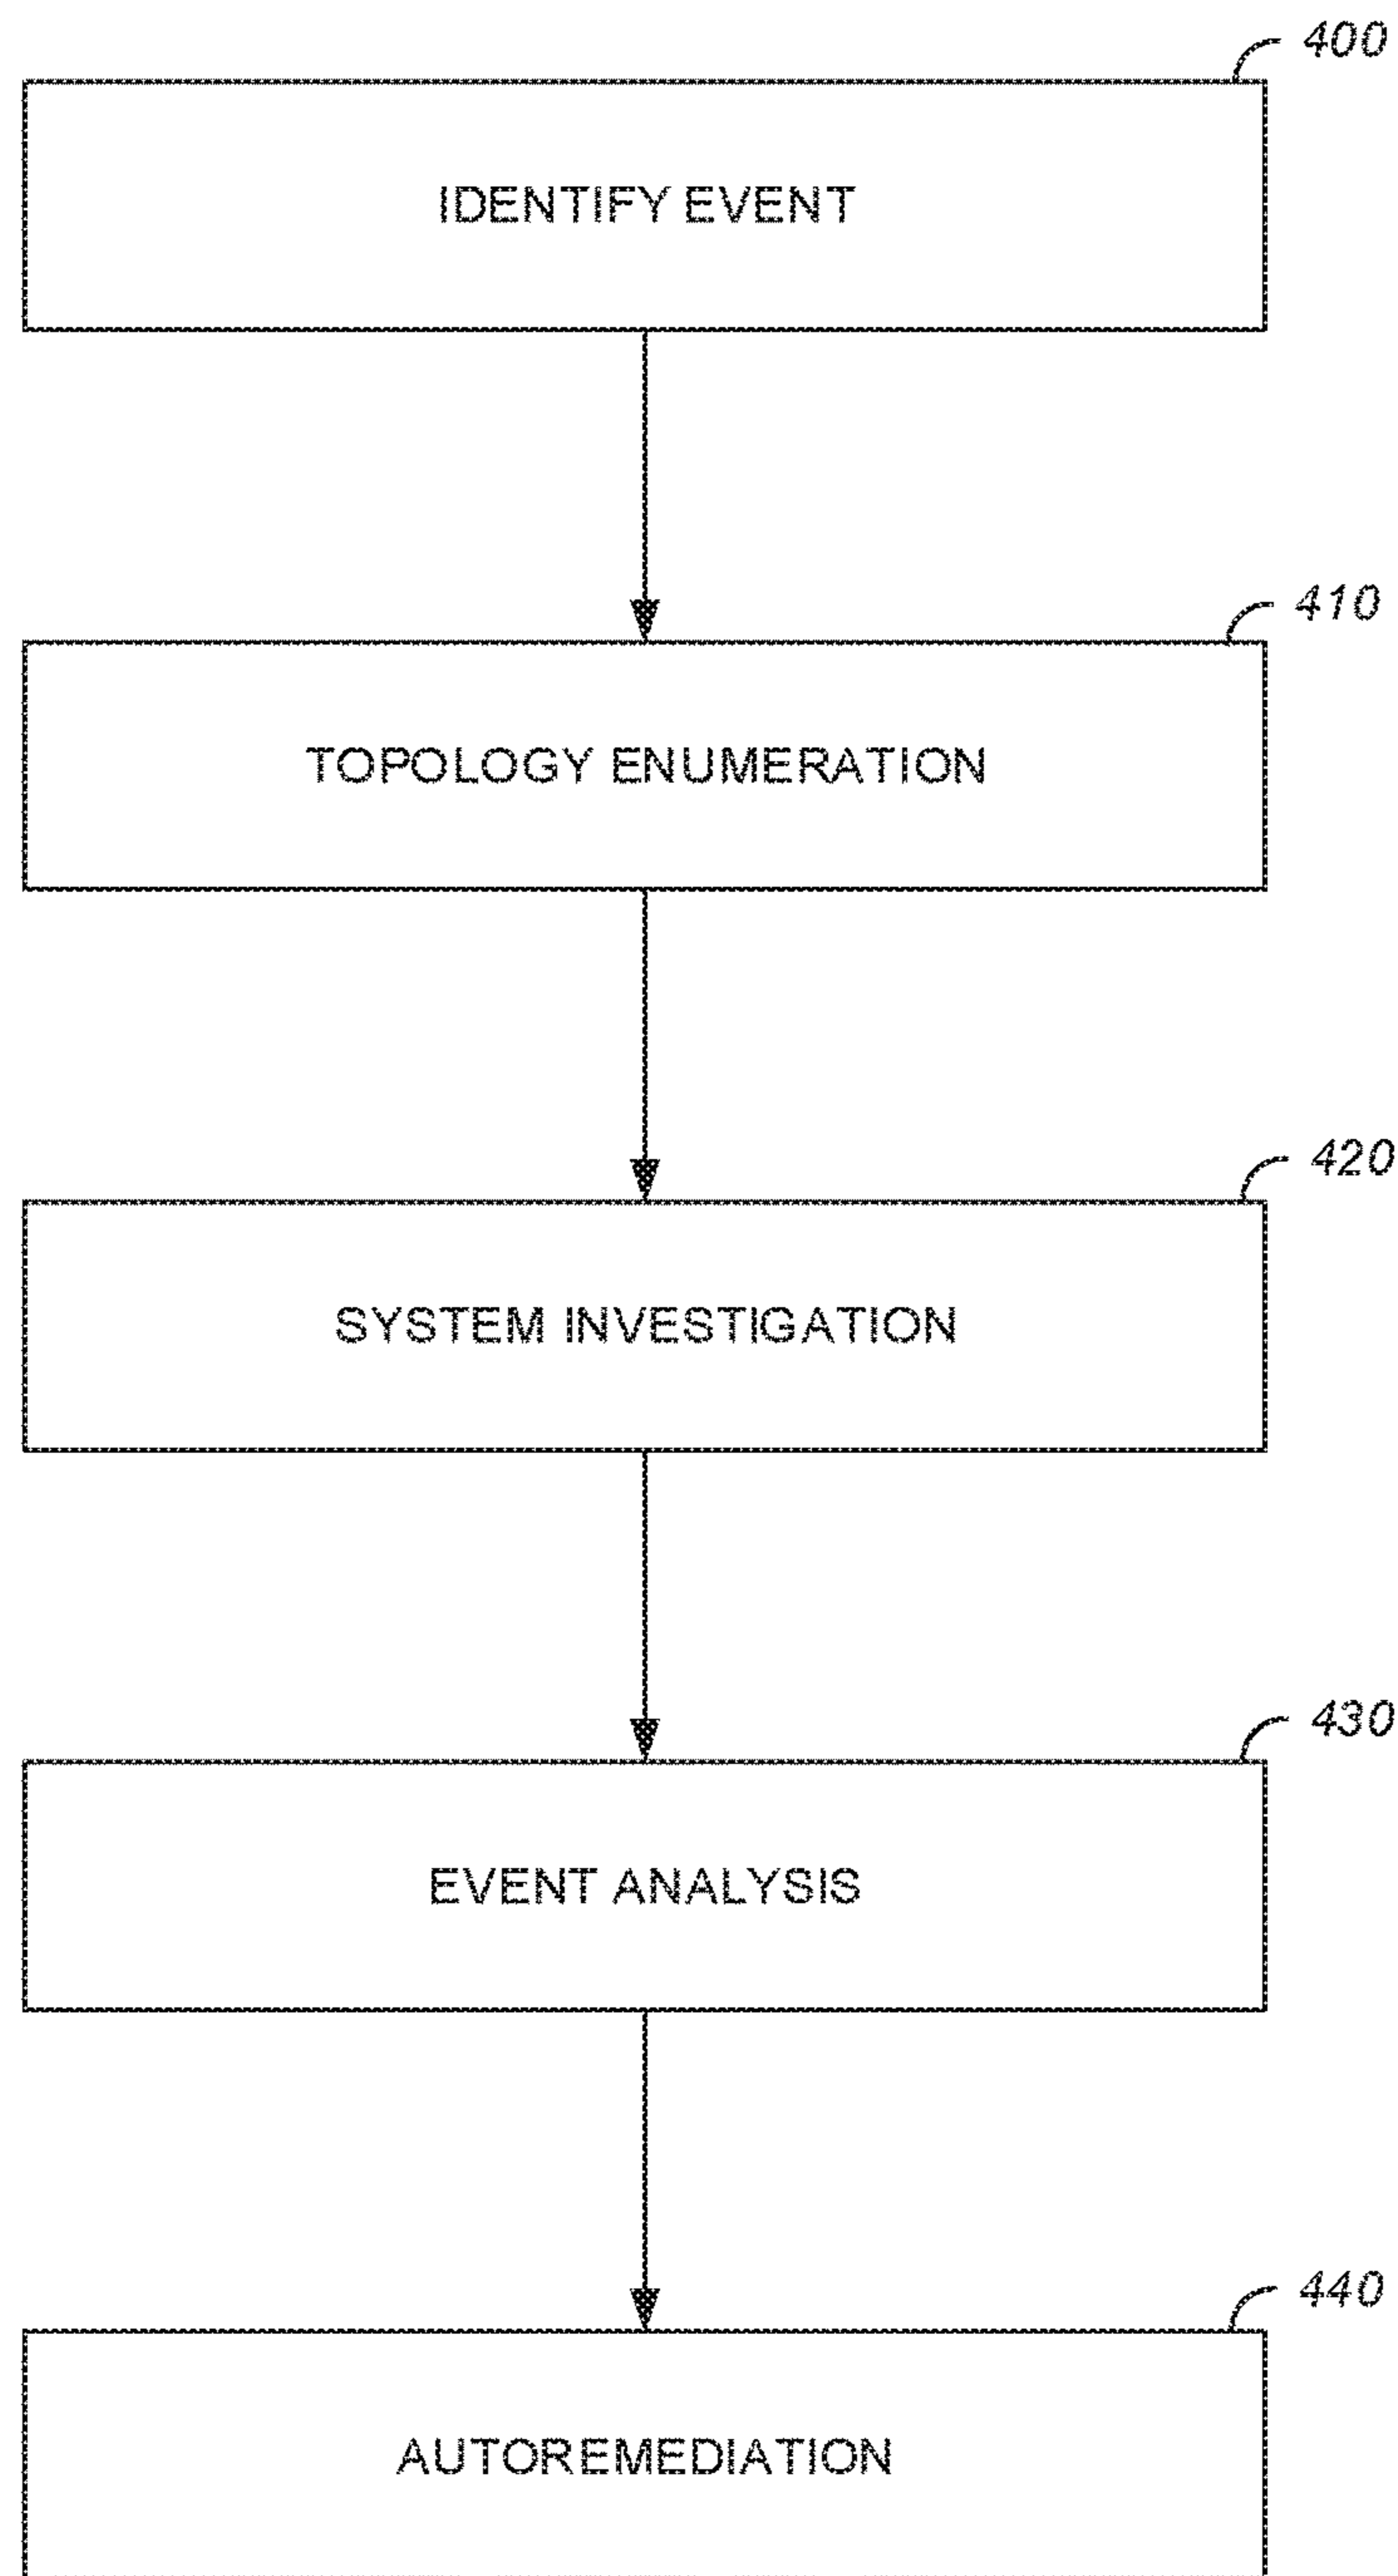 400
IDENTIFY EVENT
410
TOPOLOGY ENUMERATION
420
SYSTEM INVESTIGATION
430
EVENT ANALYSIS
440
AUTOREMEDIATION